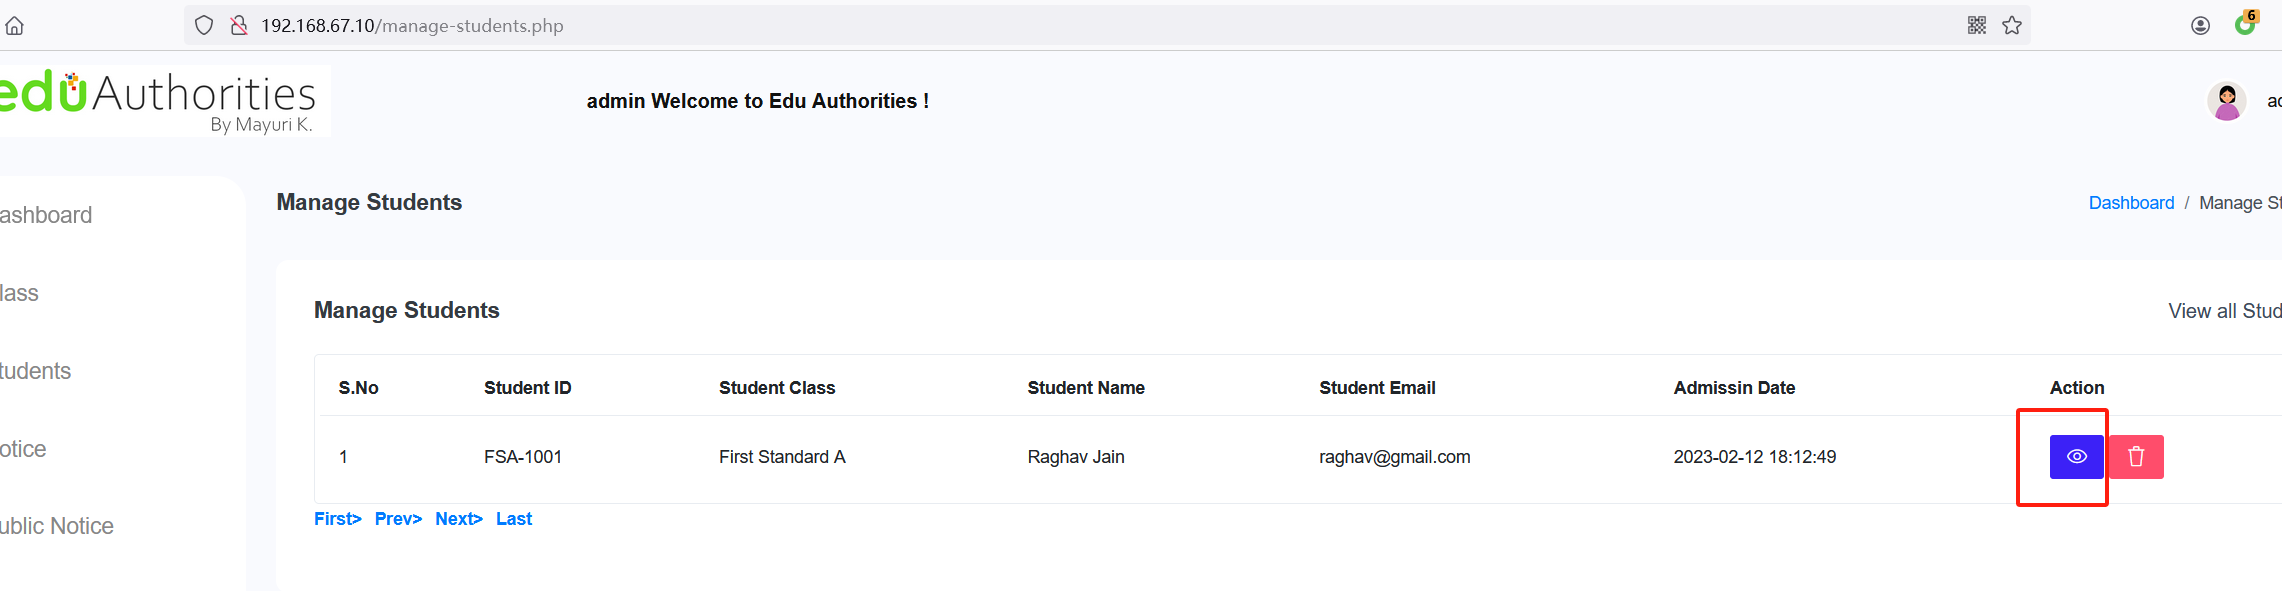 192.168.67.10/manage-students.php
6
eduAuthorities
By Mayuri K.
admin Welcome to Edu Authorities !
ad
ashboard
lass
tudents
otice
ublic Notice
Manage Students
Dashboard / Manage St
Manage Students
View all Stud
S.No Student ID Student Class Student Name Student Email Admissin Date Action
1 FSA-1001 First Standard A Raghav Jain raghav@gmail.com 2023-02-12 18:12:49
First> Prev> Next> Last